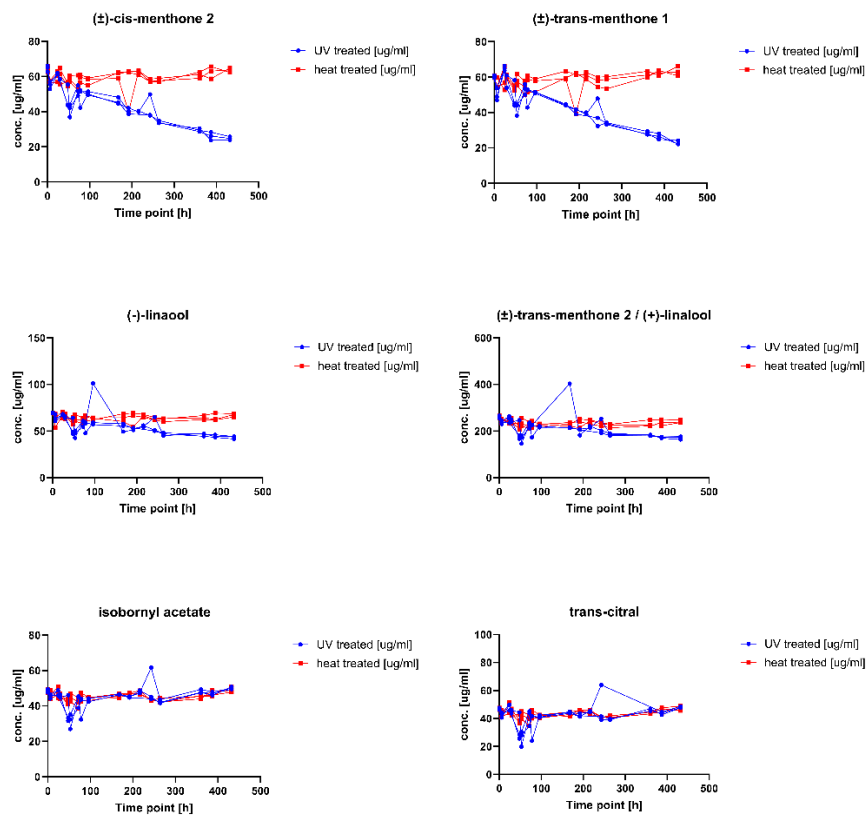 (±)-cis-menthone 2
UV treated [ug/ml]
heat treated [ug/ml]
conc. [ug/ml]
80
60
40
20
0
0 100 200 300 400 500
Time point [h]
(±)-trans-menthone 1
UV treated [ug/ml]
heat treated [ug/ml]
conc. [ug/ml]
80
60
40
20
0
0 100 200 300 400 500
Time point [h]
(-)-linaool
UV treated [ug/ml]
heat treated [ug/ml]
conc. [ug/ml]
150
100
50
0
0 100 200 300 400 500
Time point [h]
(±)-trans-menthone 2 / (+)-linalool
UV treated [ug/ml]
heat treated [ug/ml]
conc. [ug/ml]
600
400
200
0
0 100 200 300 400 500
Time point [h]
isobornyl acetate
UV treated [ug/ml]
heat treated [ug/ml]
conc. [ug/ml]
80
60
40
20
0
0 100 200 300 400 500
Time point [h]
trans-citral
UV treated [ug/ml]
heat treated [ug/ml]
conc. [ug/ml]
100
80
60
40
20
0
0 100 200 300 400 500
Time point [h]